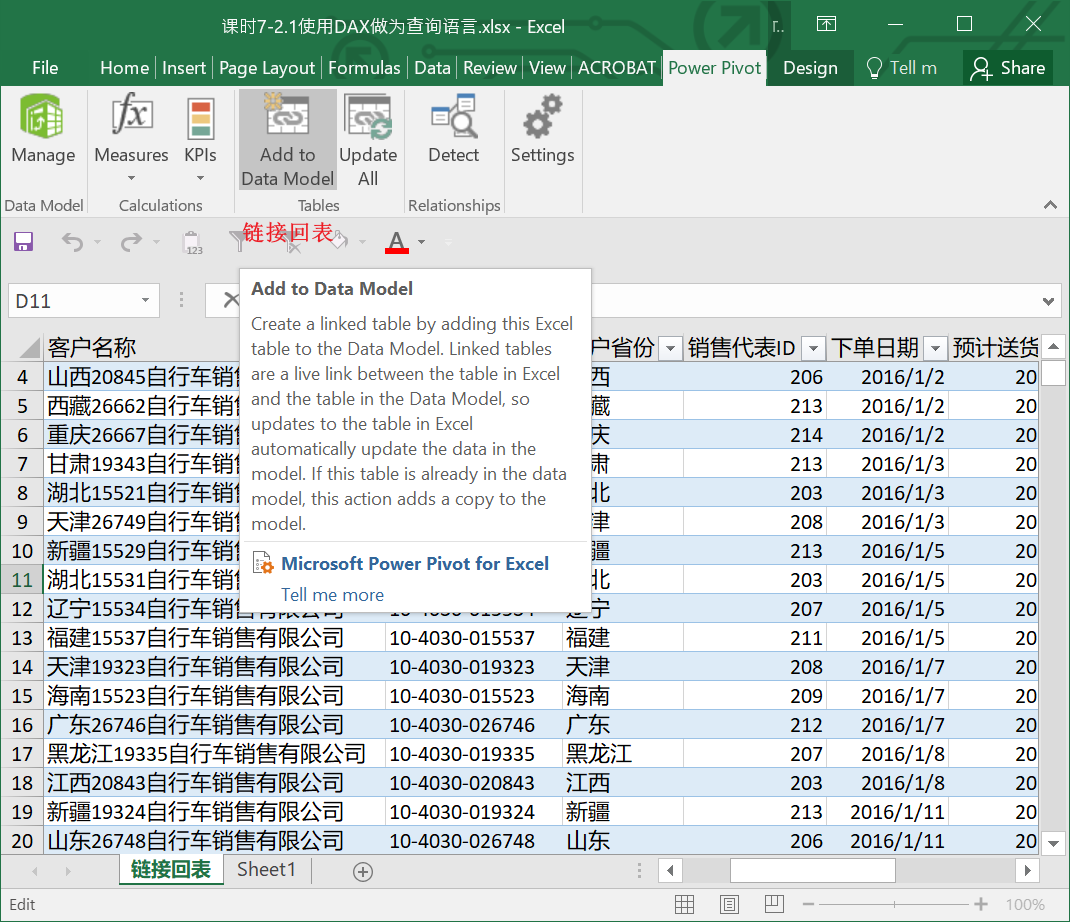 课时7-2.1使用DAX做为查询语言.xlsx - Excel
T..
File Home Insert Page Layout Formulas Data Review View ACROBAT Power Pivot Design Tell m Share
Manage Measures KPIs Add to Data Model Update All Detect Settings
Data Model Calculations Tables Relationships
链接回表
123
A
D11
Add to Data Model
Create a linked table by adding this Excel
table to the Data Model. Linked tables
are a live link between the table in Excel
and the table in the Data Model, so
updates to the table in Excel
automatically update the data in the
model. If this table is already in the data
model, this action adds a copy to the
model.
Microsoft Power Pivot for Excel
Tell me more
客户名称 户省份 销售代表ID 下单日期 预计送货
4 山西20845自行车销售 西 206 2016/1/2 20
5 西藏26662自行车销售 藏 213 2016/1/2 20
6 重庆26667自行车销售 庆 214 2016/1/2 20
7 甘肃19343自行车销售 肃 213 2016/1/3 20
8 湖北15521自行车销售 北 203 2016/1/3 20
9 天津26749自行车销售 津 208 2016/1/3 20
10 新疆15529自行车销售 疆 213 2016/1/5 20
11 湖北15531自行车销售 北 203 2016/1/5 20
12 辽宁15534自行车销售有限公司 10-4030-015534 辽宁 207 2016/1/5 20
13 福建15537自行车销售有限公司 10-4030-015537 福建 211 2016/1/5 20
14 天津19323自行车销售有限公司 10-4030-019323 天津 208 2016/1/7 20
15 海南15523自行车销售有限公司 10-4030-015523 海南 209 2016/1/7 20
16 广东26746自行车销售有限公司 10-4030-026746 广东 212 2016/1/7 20
17 黑龙江19335自行车销售有限公司 10-4030-019335 黑龙江 207 2016/1/8 20
18 江西20843自行车销售有限公司 10-4030-020843 江西 203 2016/1/8 20
19 新疆19324自行车销售有限公司 10-4030-019324 新疆 213 2016/1/11 20
20 山东26748自行车销售有限公司 10-4030-026748 山东 206 2016/1/11 20
链接回表 Sheet1
Edit 100%